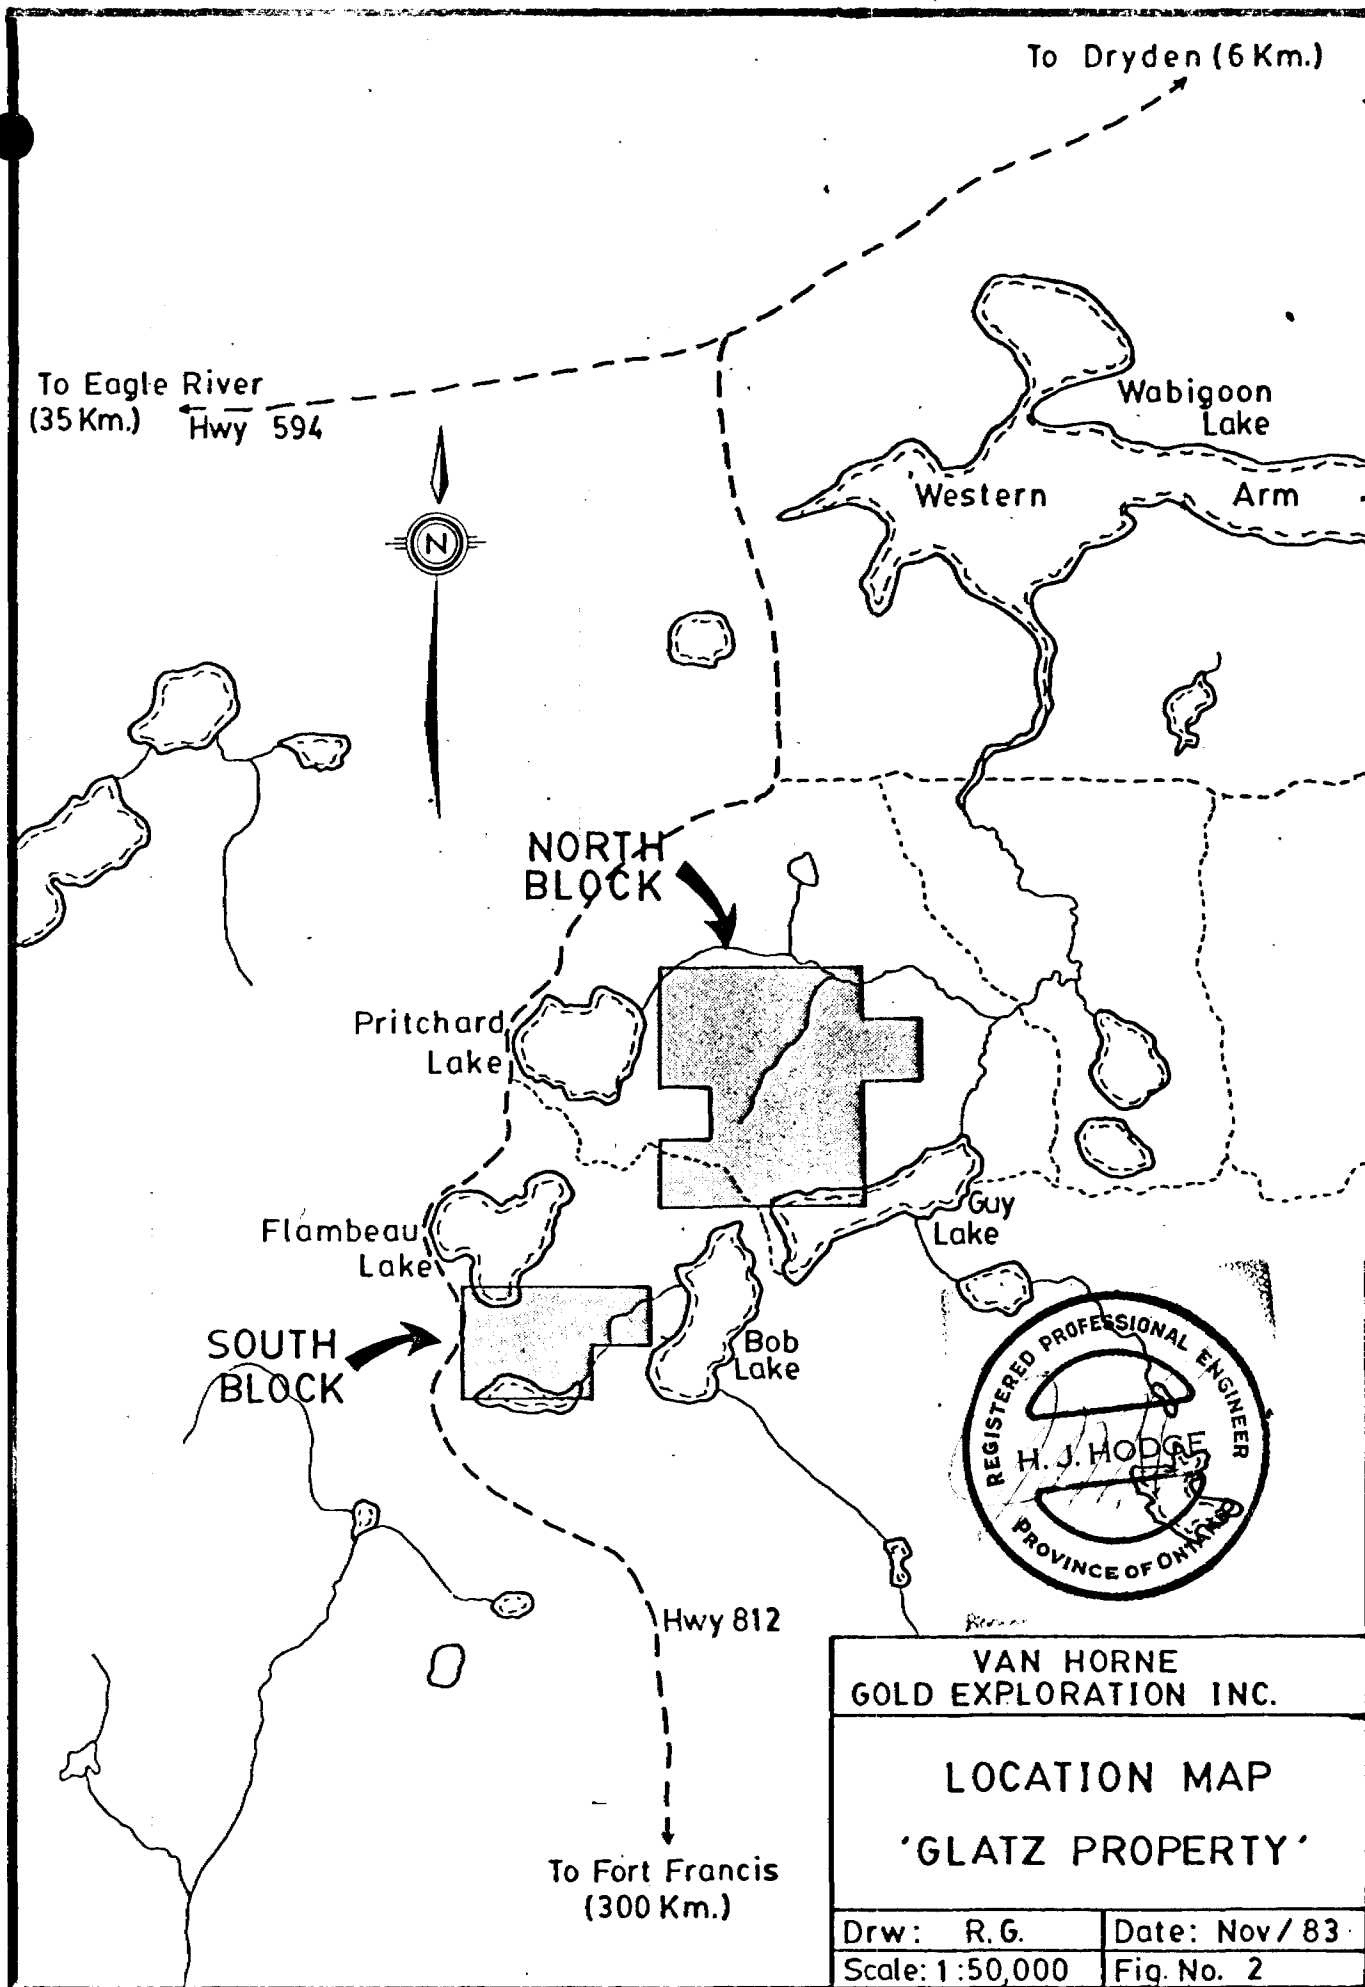 To Dryden (6 Km.)
To Eagle River
(35 Km.) Hwy 594
Wabigoon
Lake
Western Arm
N
NORTH
BLOCK
Pritchard
Lake
Flambeau
Lake
Guy
Lake
SOUTH
BLOCK
Bob
Lake
REGISTERED PROFESSIONAL ENGINEER
H. J. HODGE
PROVINCE OF ONTARIO
Hwy 812
To Fort Francis
(300 Km.)
VAN HORNE
GOLD EXPLORATION INC.
LOCATION MAP
'GLATZ PROPERTY'
Drw: R.G. Date: Nov/83
Scale: 1:50,000 Fig. No. 2